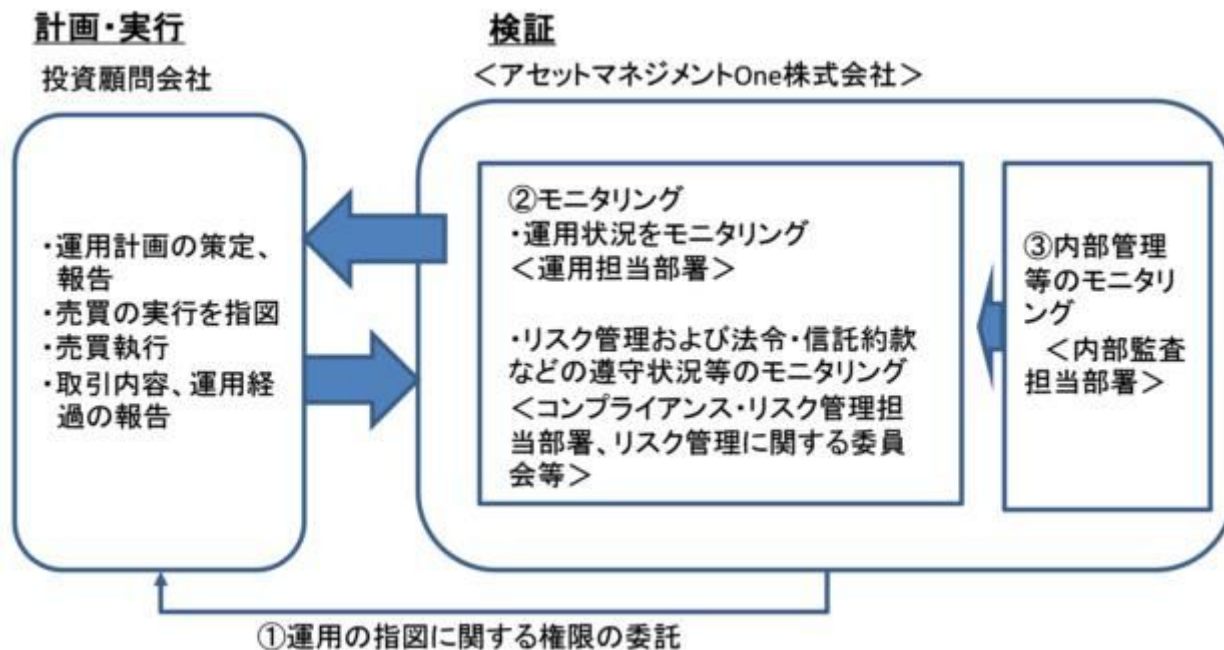 計画・実行
投資顧問会社
・運用計画の策定、
報告
・売買の実行を指図
・売買執行
・取引内容、運用経
過の報告
検証
＜アセットマネジメントOne株式会社＞
②モニタリング
・運用状況をモニタリング
＜運用担当部署＞
・リスク管理および法令・信託約款
などの遵守状況等のモニタリング
＜コンプライアンス・リスク管理担
当部署、リスク管理に関する委員
会等＞
③内部管理
等のモニタリ
ング
＜内部監査
担当部署＞
①運用の指図に関する権限の委託